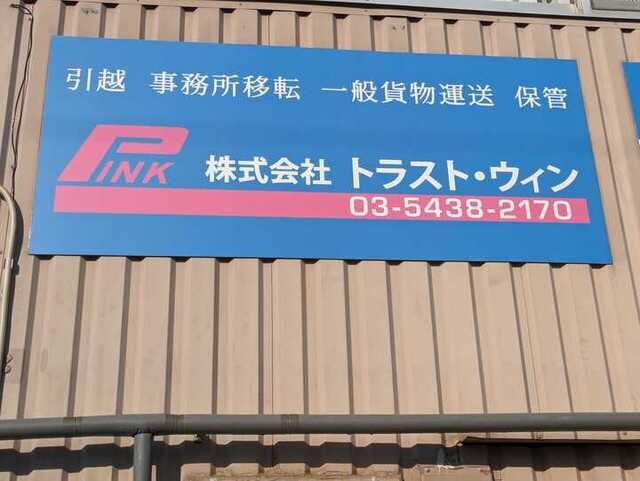 引越 事務所移転 一般貨物運送 保管
PINK 株式会社 トラスト・ウィン
03-5438-2170